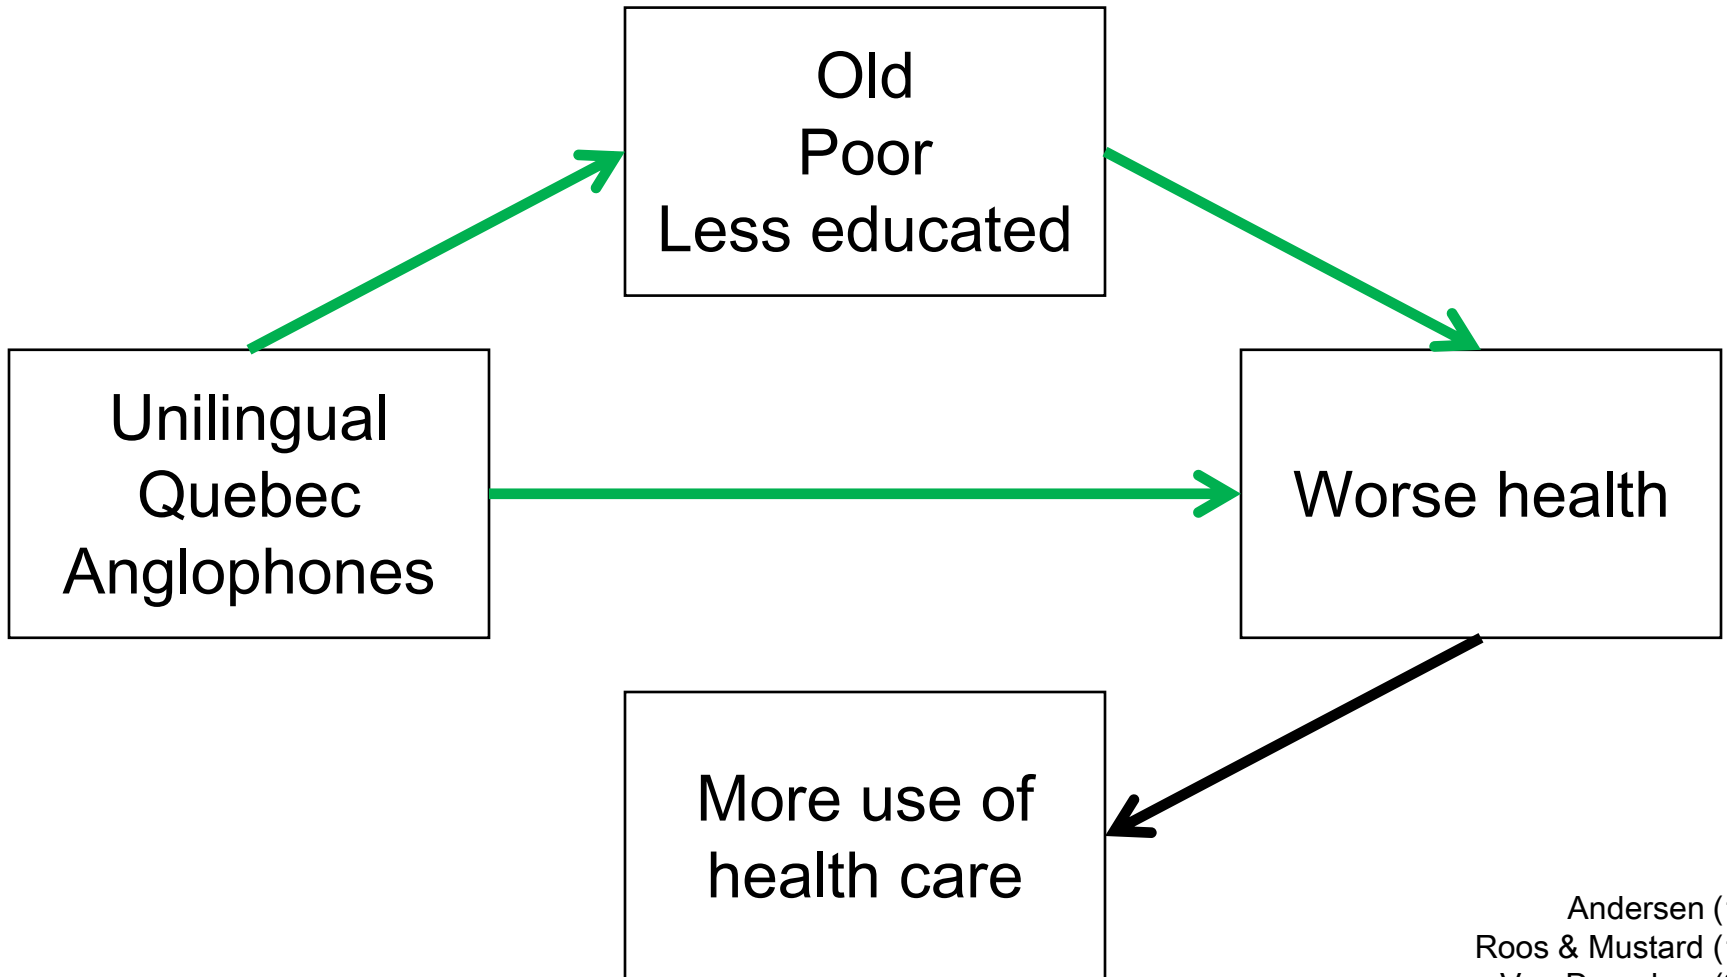 Old
Poor
Less educated
Unilingual
Quebec
Anglophones
Worse health
More use of
health care
Andersen (
Roos & Mustard (